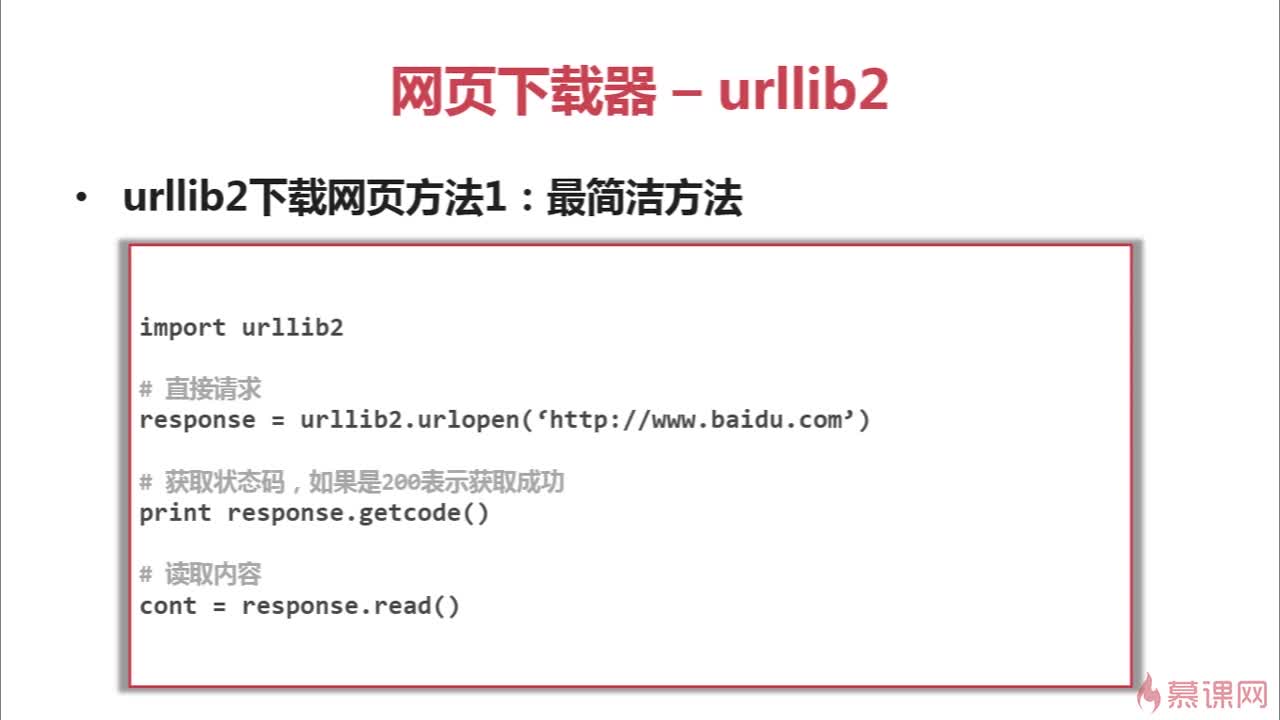 网页下载器 – urllib2
• urllib2下载网页方法1：最简洁方法
import urllib2
# 直接请求
response = urllib2.urlopen(‘http://www.baidu.com’)
# 获取状态码，如果是200表示获取成功
print response.getcode()
# 读取内容
cont = response.read()
慕课网